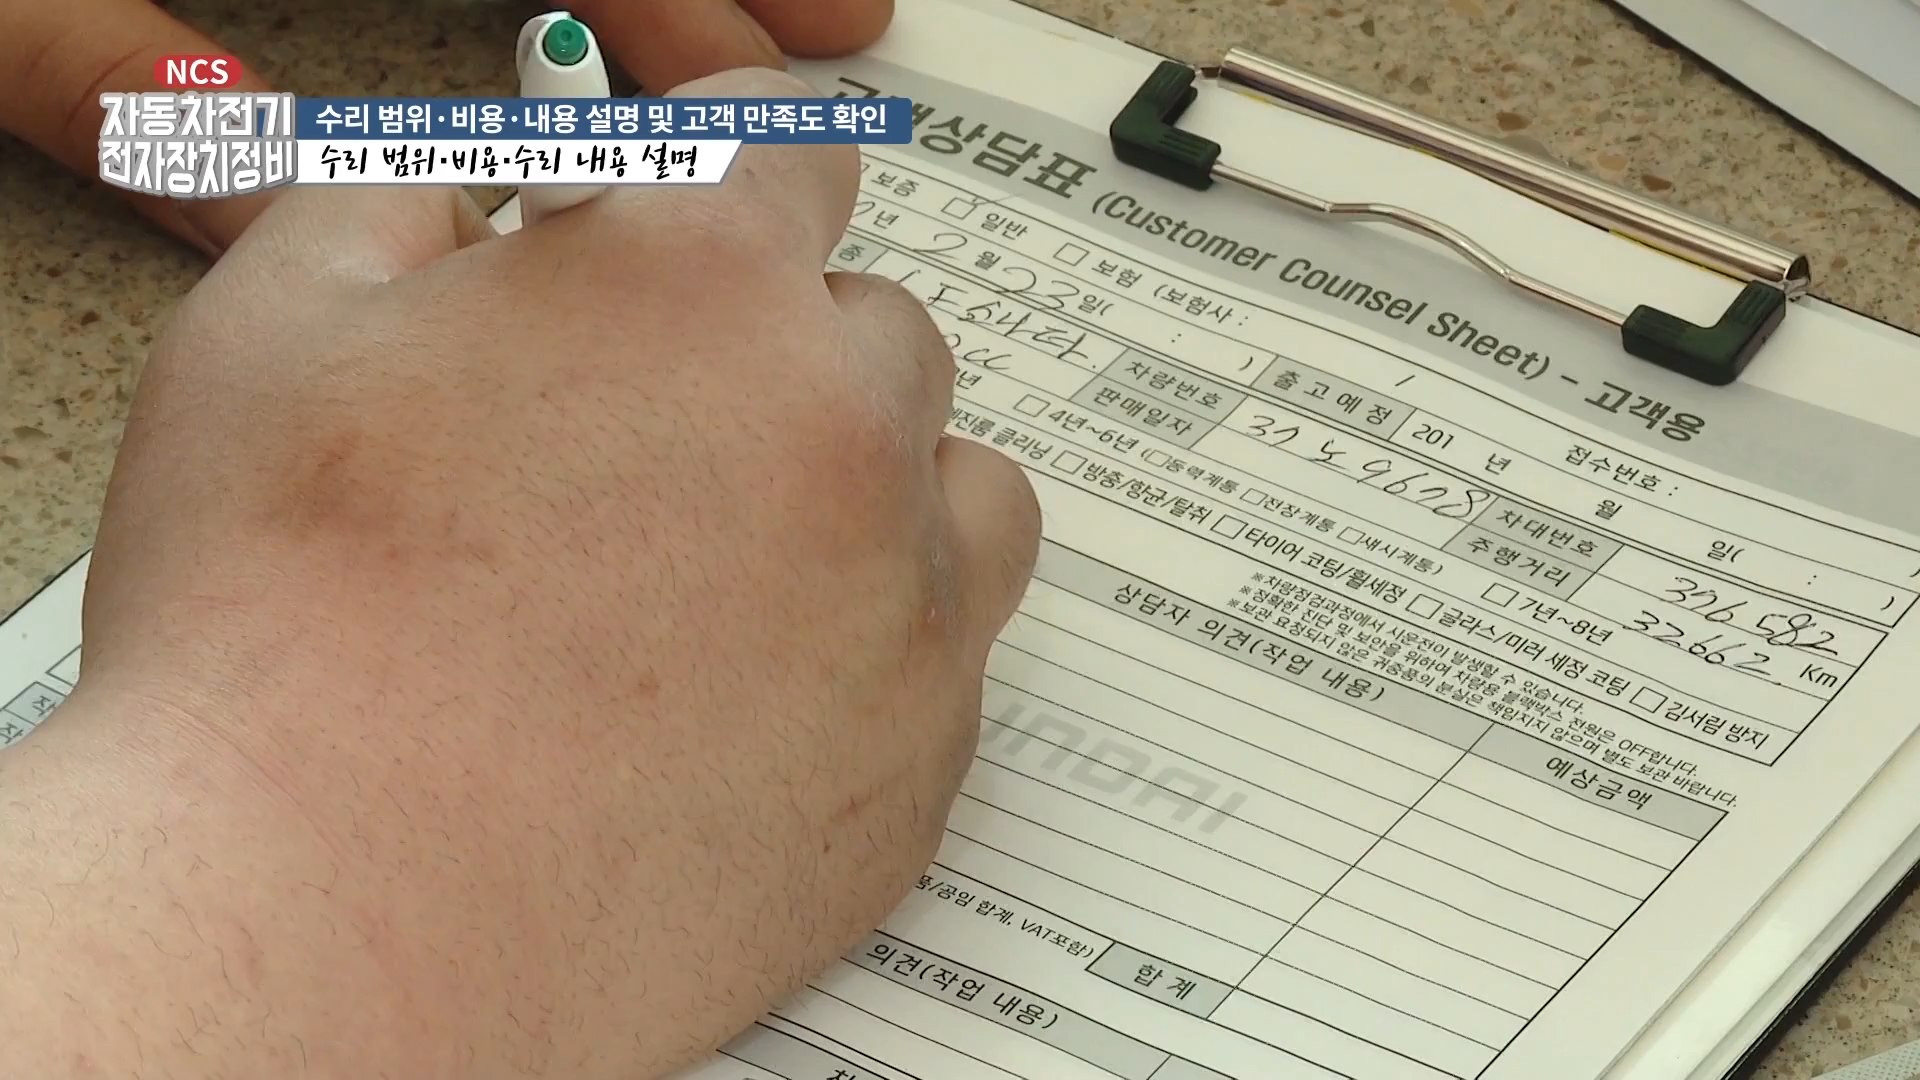 NCS
자동차전기
전자장치정비
수리 범위·비용·내용 설명 및 고객 만족도 확인
수리 범위·비용·수리 내용 설명
상담표 (Customer Counsel Sheet) - 고객용
보증 □ 일반 □ 보험 (보험사 : / 접수번호 :
년 2 월 23 일( : ) 출고예정 201 년 월 일( : )
종 쏘나타 차량번호 37 노 9678 차대번호 376582
판매일자 주행거리 32662 Km
년 □ 4년~6년 (□동력계통 □전장계통 □새시계통) □ 7년~8년
엔진룸 클리닝 □ 방충/향균/탈취 □ 타이어 코팅/휠세정 □ 글라스/미러 세정 코팅 □ 김서림 방지
※차량점검과정에서 시운전이 발생할 수 있습니다.
※정확한 진단 및 보안을 위하여 차량용 블랙박스 전원은 OFF합니다.
※보관 요청되지 않은 귀중품의 분실은 책임지지 않으며 별도 보관 바랍니다.
상담자 의견(작업 내용) 예상금액
품/공임 합계, VAT포함) 합 계
의견(작업 내용)